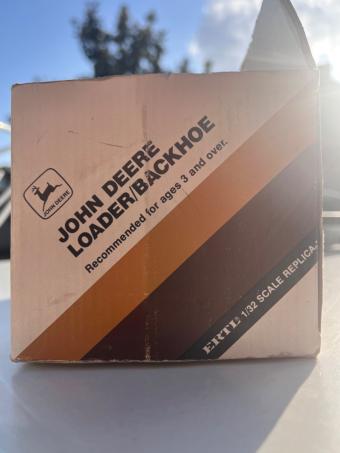 JOHN DEERE
JOHN DEERE
LOADER/BACKHOE
Recommended for ages 3 and over.
ERTL® 1/32 SCALE REPLICA.